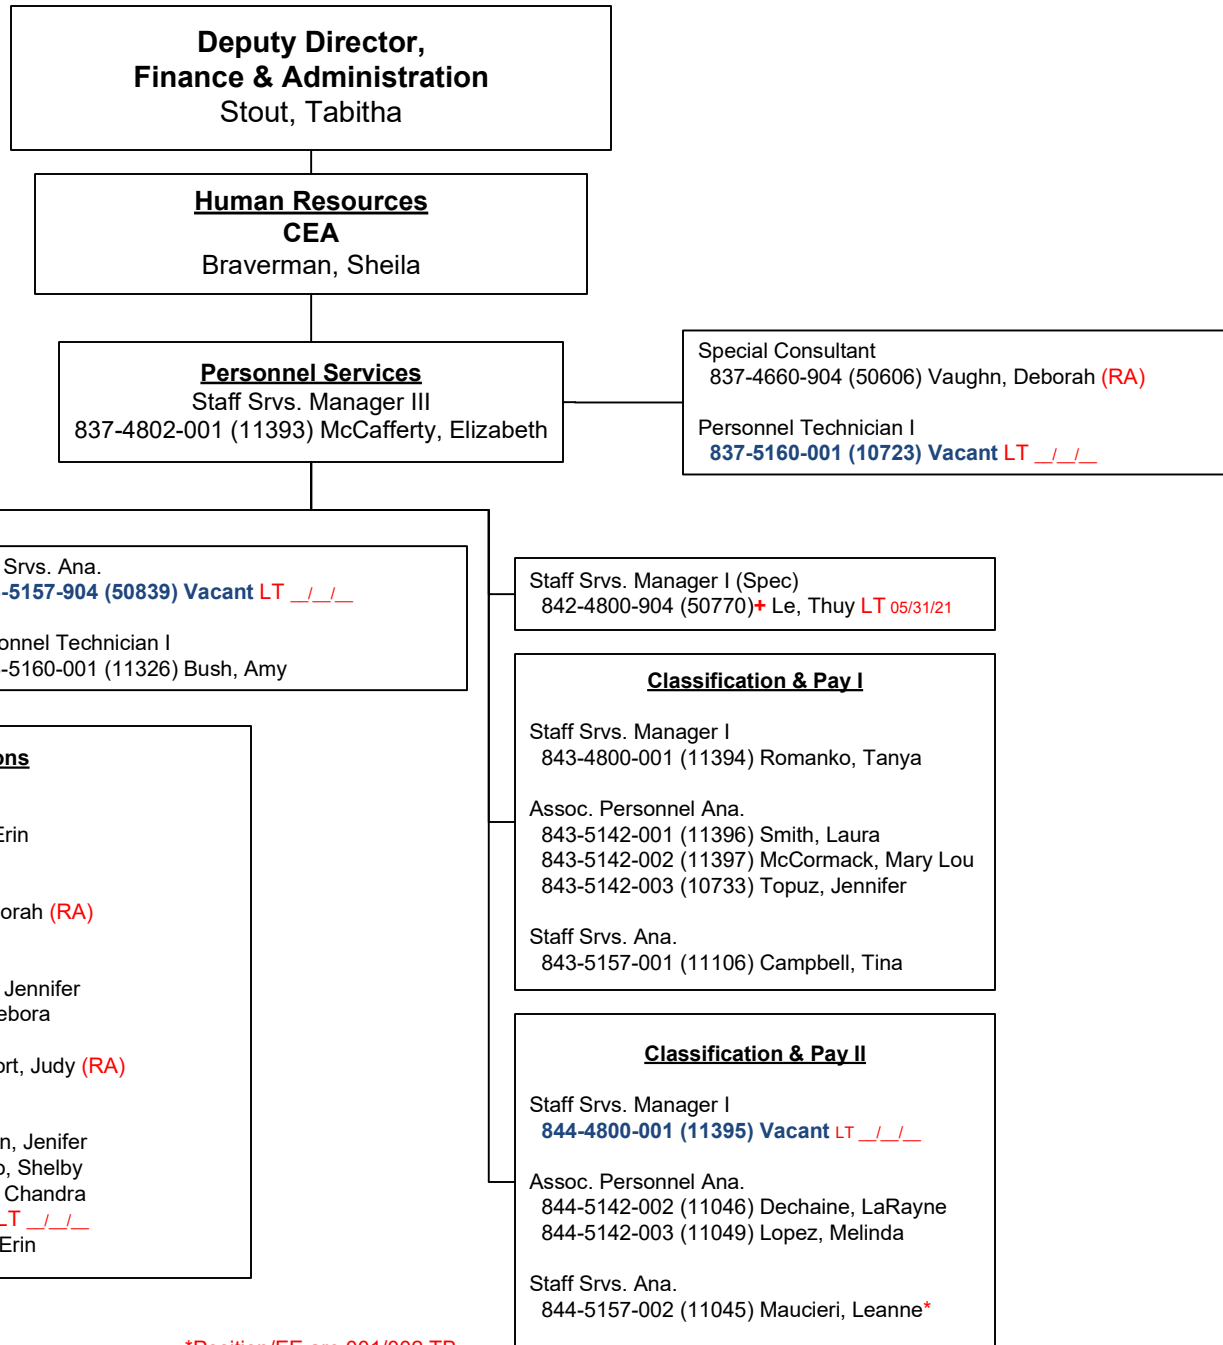 Deputy Director,
Finance & Administration
Stout, Tabitha
Human Resources
CEA
Braverman, Sheila
Personnel Services
Staff Srvs. Manager III
837-4802-001 (11393) McCafferty, Elizabeth
Special Consultant
837-4660-904 (50606) Vaughn, Deborah (RA)
Personnel Technician I
837-5160-001 (10723) Vacant LT __/__/__
Srvs. Ana.
-5157-904 (50839) Vacant LT __/__/__
onnel Technician I
-5160-001 (11326) Bush, Amy
ons
Erin
orah (RA)
Jennifer
ebora
ort, Judy (RA)
n, Jenifer
o, Shelby
Chandra
LT __/__/__
Erin
Staff Srvs. Manager I (Spec)
842-4800-904 (50770)+ Le, Thuy LT 05/31/21
Classification & Pay I
Staff Srvs. Manager I
843-4800-001 (11394) Romanko, Tanya
Assoc. Personnel Ana.
843-5142-001 (11396) Smith, Laura
843-5142-002 (11397) McCormack, Mary Lou
843-5142-003 (10733) Topuz, Jennifer
Staff Srvs. Ana.
843-5157-001 (11106) Campbell, Tina
Classification & Pay II
Staff Srvs. Manager I
844-4800-001 (11395) Vacant LT __/__/__
Assoc. Personnel Ana.
844-5142-002 (11046) Dechaine, LaRayne
844-5142-003 (11049) Lopez, Melinda
Staff Srvs. Ana.
844-5157-002 (11045) Maucieri, Leanne*
*Position/EE are 001/002 TB